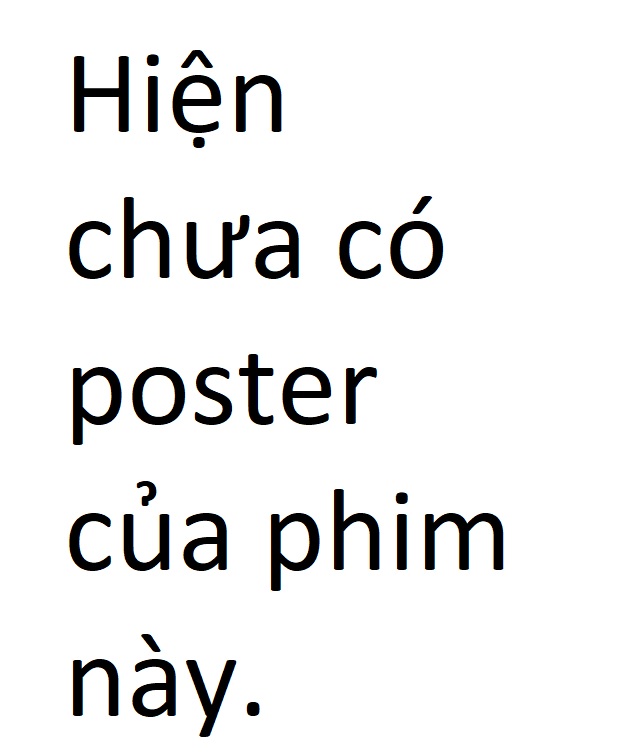 Hiện
chưa có
poster
của phim
này.